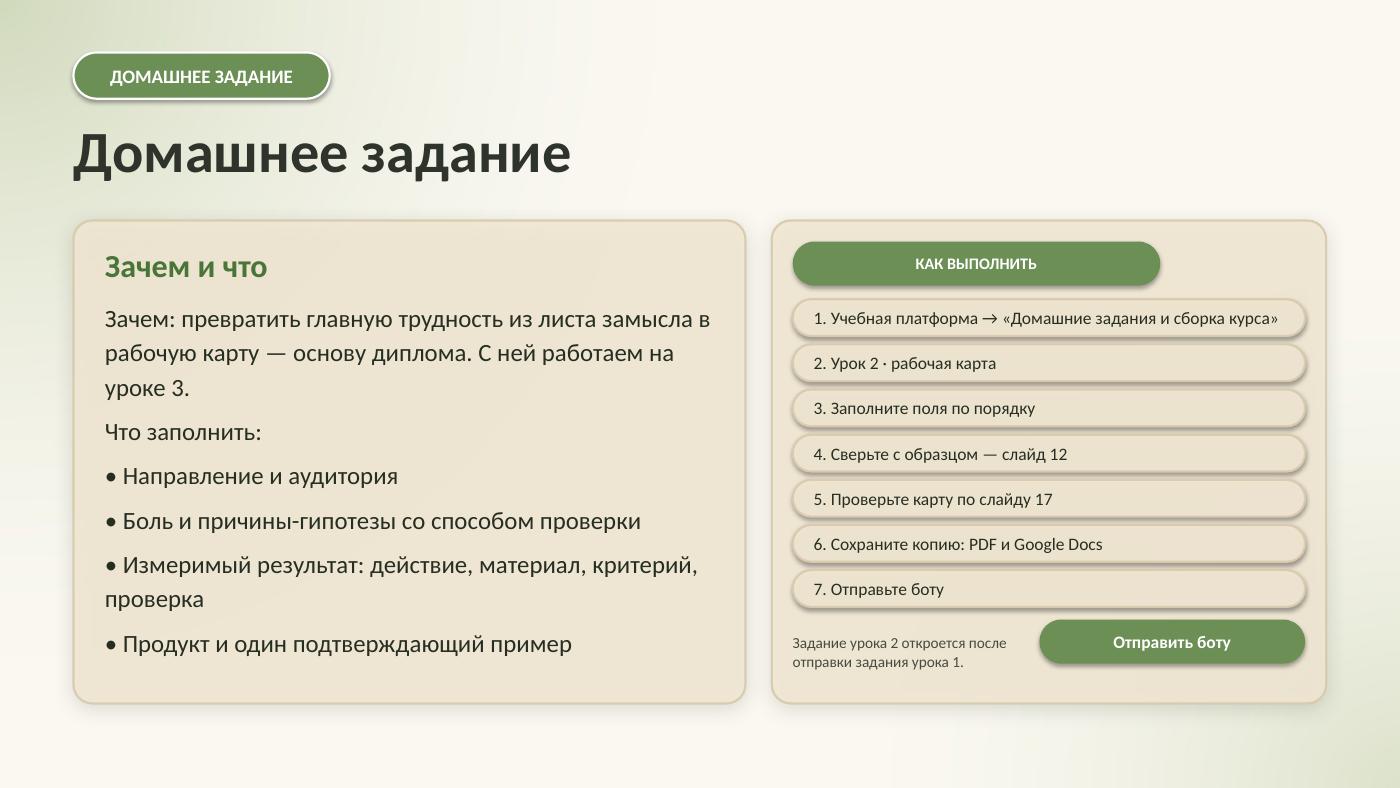 ДОМАШНЕЕ ЗАДАНИЕ
Домашнее задание
Зачем и что
Зачем: превратить главную трудность из листа замысла в
рабочую карту — основу диплома. С ней работаем на
уроке 3.
Что заполнить:
• Направление и аудитория
• Боль и причины-гипотезы со способом проверки
• Измеримый результат: действие, материал, критерий,
проверка
• Продукт и один подтверждающий пример
КАК ВЫПОЛНИТЬ
1. Учебная платформа → «Домашние задания и сборка курса»
2. Урок 2 · рабочая карта
3. Заполните поля по порядку
4. Сверьте с образцом — слайд 12
5. Проверьте карту по слайду 17
6. Сохраните копию: PDF и Google Docs
7. Отправьте боту
Задание урока 2 откроется после
отправки задания урока 1.
Отправить боту